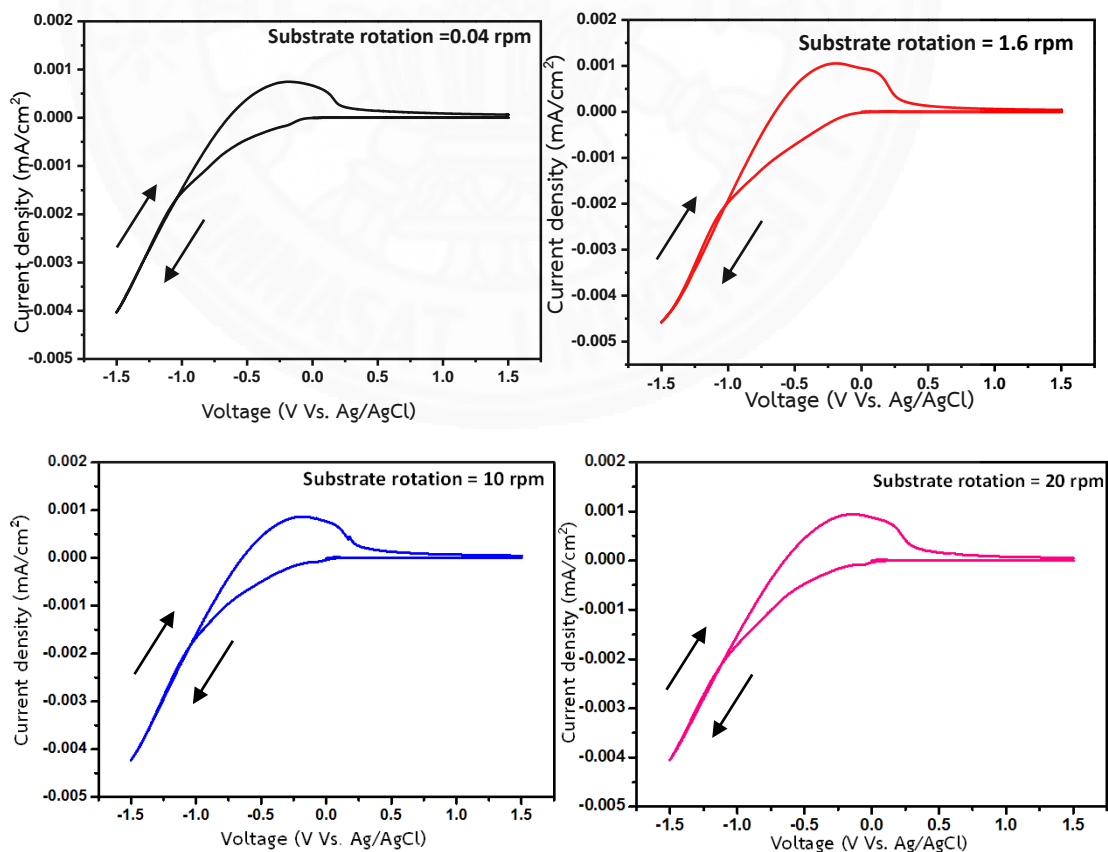 Substrate rotation =0.04 rpm
Current density (mA/cm²)
0.002
0.001
0.000
-0.001
-0.002
-0.003
-0.004
-0.005
-1.5 -1.0 -0.5 0.0 0.5 1.0 1.5
Voltage (V Vs. Ag/AgCl)
Substrate rotation = 1.6 rpm
Current density (mA/cm²)
0.002
0.001
0.000
-0.001
-0.002
-0.003
-0.004
-0.005
-1.5 -1.0 -0.5 0.0 0.5 1.0 1.5
Voltage (V Vs. Ag/AgCl)
Substrate rotation = 10 rpm
Current density (mA/cm²)
0.002
0.001
0.000
-0.001
-0.002
-0.003
-0.004
-0.005
-1.5 -1.0 -0.5 0.0 0.5 1.0 1.5
Voltage (V Vs. Ag/AgCl)
Substrate rotation = 20 rpm
Current density (mA/cm²)
0.002
0.001
0.000
-0.001
-0.002
-0.003
-0.004
-0.005
-1.5 -1.0 -0.5 0.0 0.5 1.0 1.5
Voltage (V Vs. Ag/AgCl)